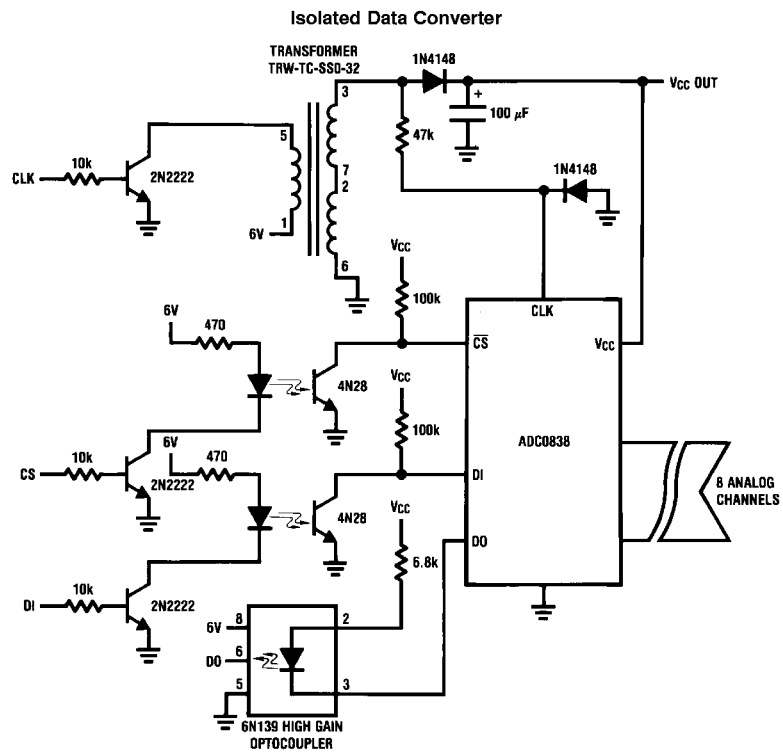 Isolated Data Converter
TRANSFORMER
TRW-TC-SSD-32
1N4148
3
VCC OUT
+
100 µF
5
47k
10k
CLK
2N2222
7
2
1N4148
1
6V
6
VCC
100k
CLK
6V
470
CS
VCC
4N28
VCC
100k
ADC0838
10k
6V
470
CS
2N2222
DI
8 ANALOG
CHANNELS
4N28
VCC
DO
6.8k
10k
DI
2N2222
8
2
6V
6
DO
5
3
6N139 HIGH GAIN
OPTOCOUPLER